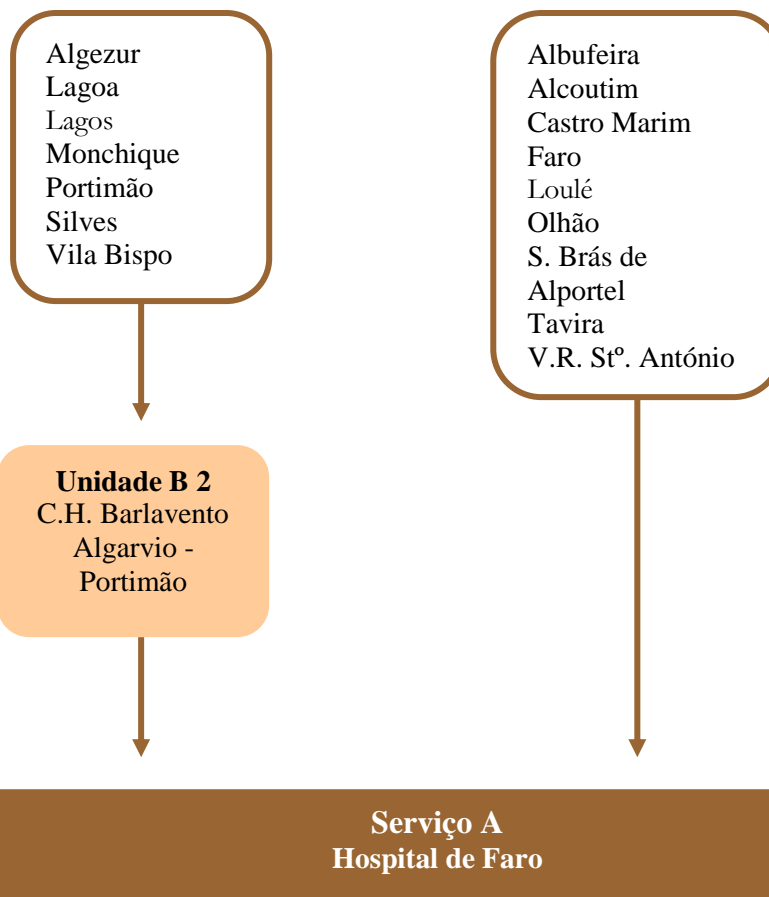 Algezur
Lagoa
Lagos
Monchique
Portimão
Silves
Vila Bispo
Albufeira
Alcoutim
Castro Marim
Faro
Loulé
Olhão
S. Brás de
Alportel
Tavira
V.R. Stº. António
Unidade B 2
C.H. Barlavento
Algarvio -
Portimão
Serviço A
Hospital de Faro